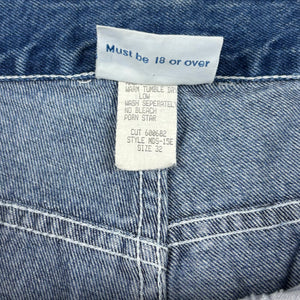 Must be 18 or over
WARM TUMBLE DR
LOW
WASH SEPERATELY
NO BLEACH
PORN STAR
CUT 600682
STYLE MDS-15E
SIZE 32